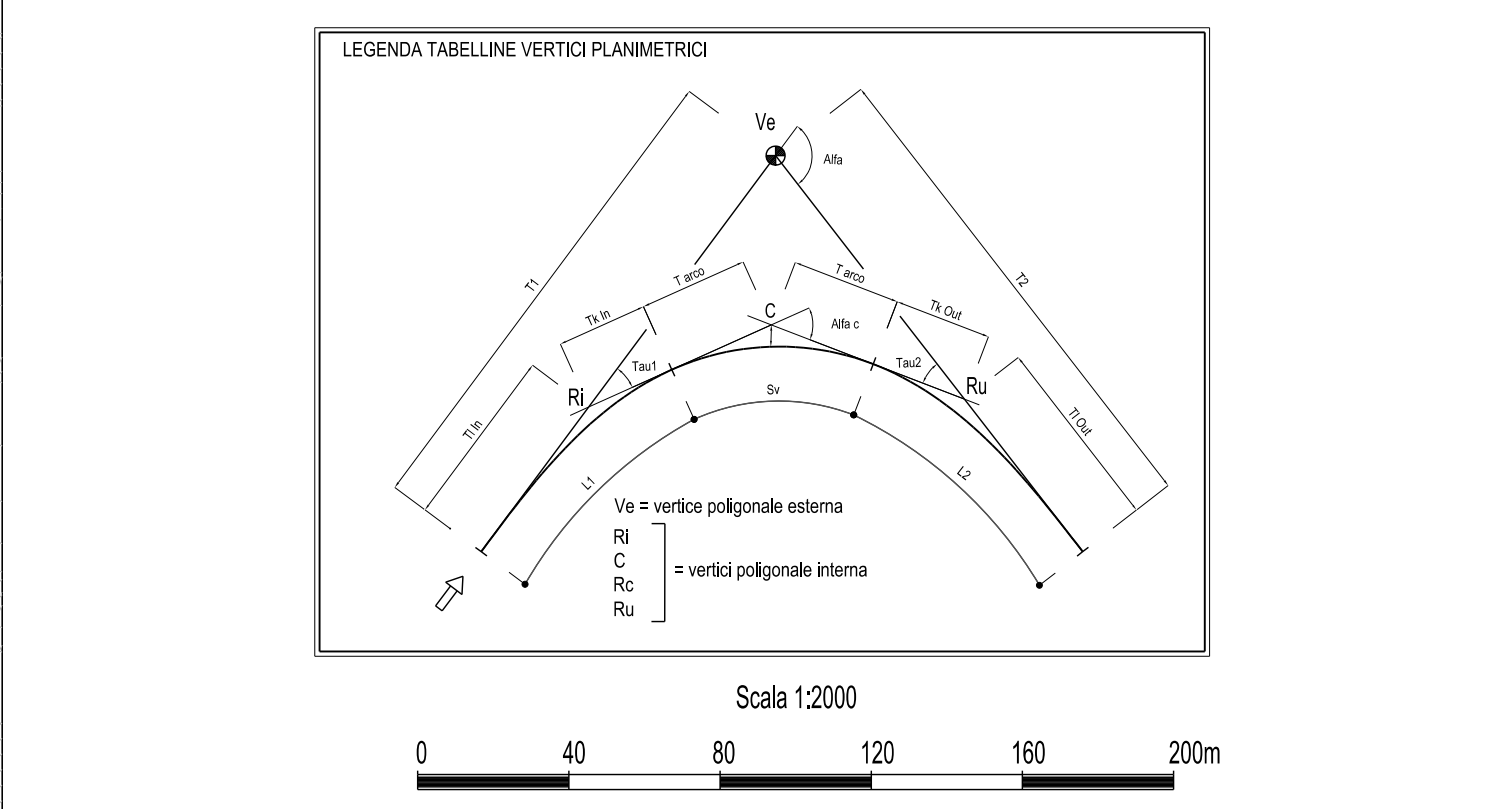 LEGENDA TABELLINE VERTICI PLANIMETRICI
Ve
Alfa
T1
T2
T arco
T arco
Tk In
Tk Out
C
Alfa c
Tau1
Tau2
Ri
Ru
Sv
Tl In
Tl Out
L1
L2
Ve = vertice poligonale esterna
Ri
C
= vertici poligonale interna
Rc
Ru
Scala 1:2000
0 40 80 120 160 200m